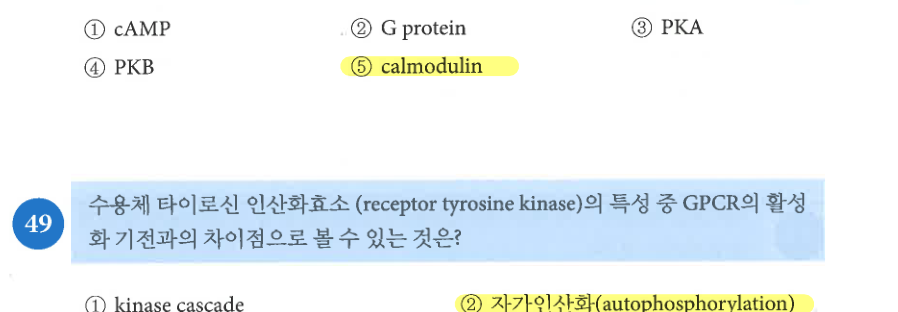 ① cAMP ② G protein ③ PKA
④ PKB ⑤ calmodulin
49 수용체 타이로신 인산화효소 (receptor tyrosine kinase)의 특성 중 GPCR의 활성
화 기전과의 차이점으로 볼 수 있는 것은?
① kinase cascade ② 자가인산화(autophosphorylation)